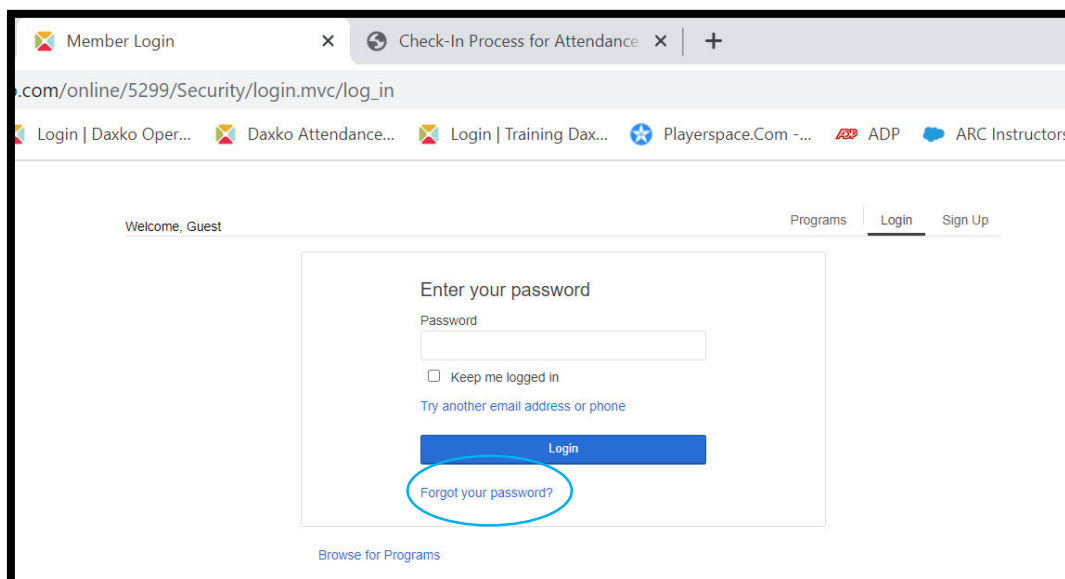 Member Login × Check-In Process for Attendance × +
.com/online/5299/Security/login.mvc/log_in
Login | Daxko Oper... Daxko Attendance... Login | Training Dax... Playerspace.Com -... ADP ADP ARC Instructors
Welcome, Guest Programs Login Sign Up
Enter your password
Password
Keep me logged in
Try another email address or phone
Login
Forgot your password?
Browse for Programs